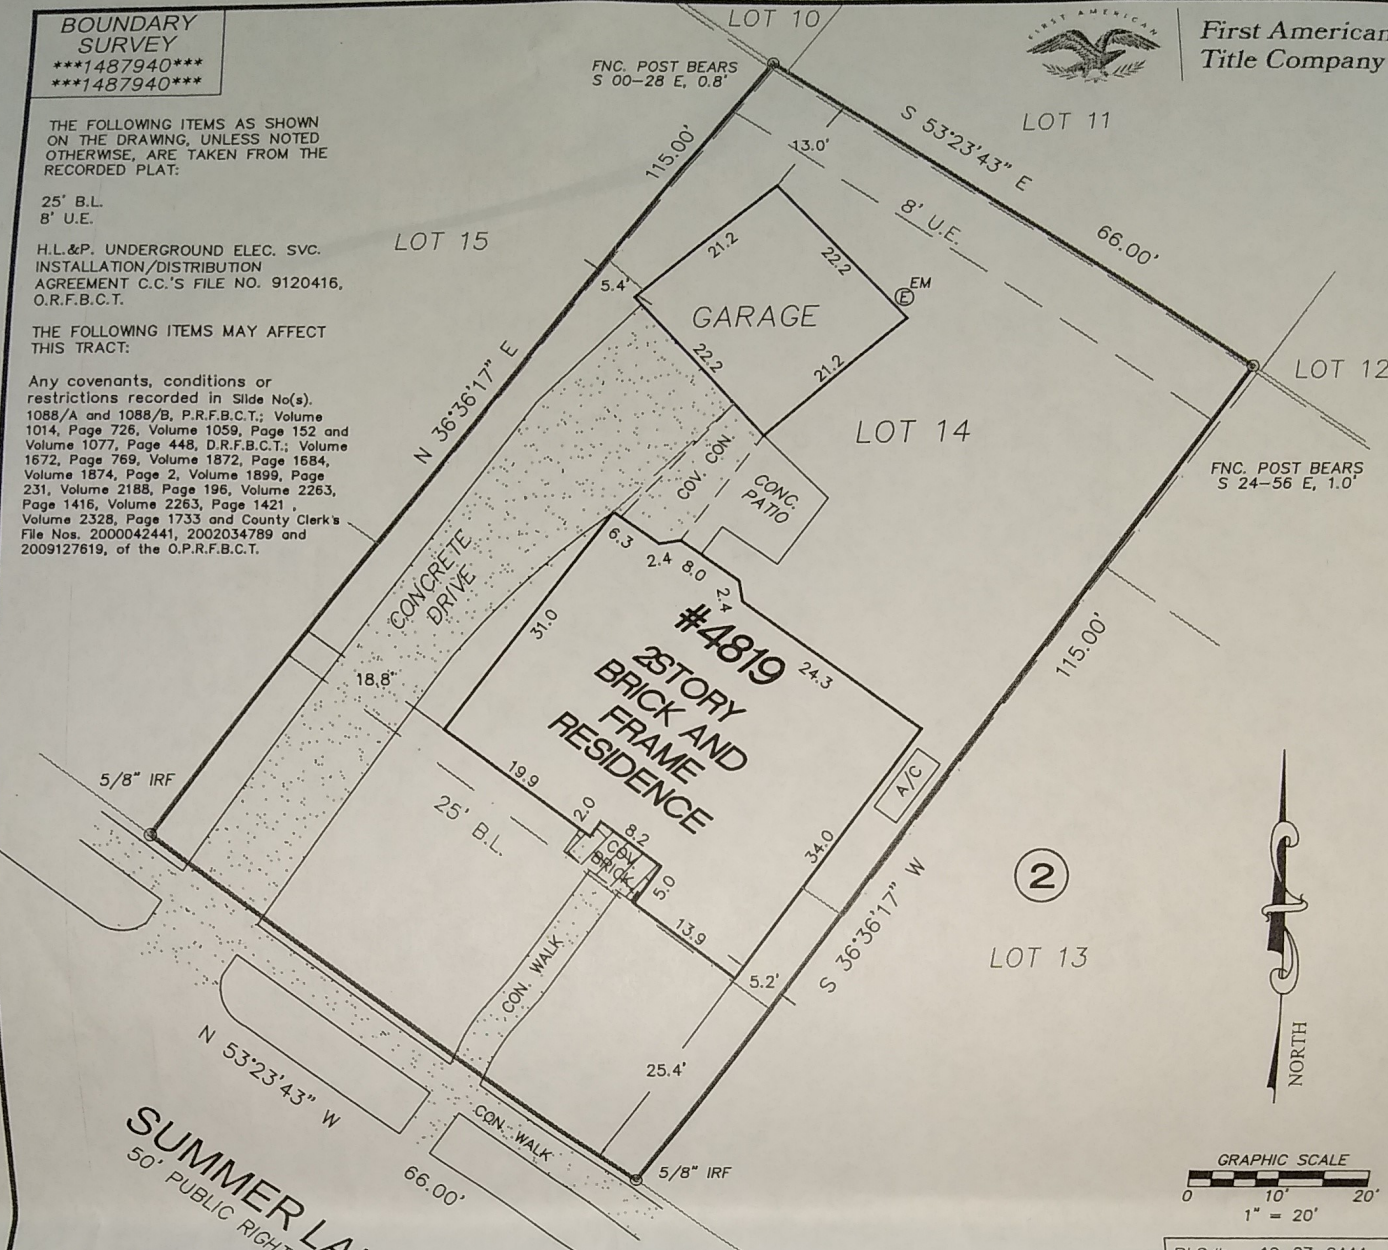 BOUNDARY
SURVEY
***1487940***
***1487940***
THE FOLLOWING ITEMS AS SHOWN
ON THE DRAWING, UNLESS NOTED
OTHERWISE, ARE TAKEN FROM THE
RECORDED PLAT:
25' B.L.
8' U.E.
H.L.&P. UNDERGROUND ELEC. SVC.
INSTALLATION/DISTRIBUTION
AGREEMENT C.C.'S FILE NO. 9120416,
O.R.F.B.C.T.
THE FOLLOWING ITEMS MAY AFFECT
THIS TRACT:
Any covenants, conditions or
restrictions recorded in Slide No(s).
1088/A and 1088/B, P.R.F.B.C.T.; Volume
1014, Page 726, Volume 1059, Page 152 and
Volume 1077, Page 448, D.R.F.B.C.T.; Volume
1672, Page 769, Volume 1872, Page 1684,
Volume 1874, Page 2, Volume 1899, Page
231, Volume 2188, Page 196, Volume 2263,
Page 1416, Volume 2263, Page 1421 ,
Volume 2328, Page 1733 and County Clerk's
File Nos. 2000042441, 2002034789 and
2009127619, of the O.P.R.F.B.C.T.
FIRST AMERICAN
First American
Title Company
LOT 10
FNC. POST BEARS
S 00-28 E, 0.8'
LOT 11
S 53°23'43" E
66.00'
115.00'
13.0'
8' U.E.
LOT 15
5.4'
21.2
22.2
EM
E
GARAGE
22.2
21.2
LOT 12
LOT 14
FNC. POST BEARS
S 24-56 E, 1.0'
N 36°36'17" E
COV. CON.
CONC.
PATIO
CONCRETE
DRIVE
6.3
2.4
8.0
2.4
24.3
31.0
#4819
2STORY
BRICK AND
FRAME
RESIDENCE
115.00'
18.8'
19.9
2.0
8.2
COV.
BRICK
5.0
13.9
34.0
A/C
25' B.L.
5/8" IRF
CON. WALK
5.2'
S 36°36'17" W
2
LOT 13
25.4'
N 53°23'43" W
66.00'
CON. WALK
5/8" IRF
SUMMER
50' PUBLIC
NORTH
GRAPHIC SCALE
0 10' 20'
1" = 20'